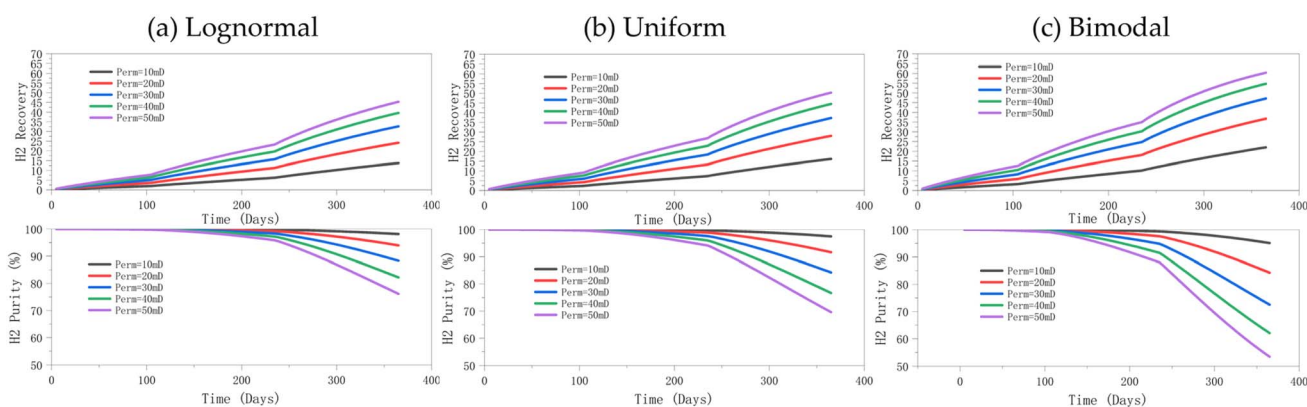 (a) Lognormal
70
65
60
55
50
45
40
35
30
25
20
15
10
5
0
H2 Recovery
Perm=10mD
Perm=20mD
Perm=30mD
Perm=40mD
Perm=50mD
0 100 200 300 400
Time (Days)
100
90
80
70
60
50
H2 Purity (%)
Perm=10mD
Perm=20mD
Perm=30mD
Perm=40mD
Perm=50mD
0 100 200 300 400
Time (Days)
(b) Uniform
70
65
60
55
50
45
40
35
30
25
20
15
10
5
0
H2 Recovery
Perm=10mD
Perm=20mD
Perm=30mD
Perm=40mD
Perm=50mD
0 100 200 300 400
Time (Days)
100
90
80
70
60
50
H2 Purity (%)
Perm=10mD
Perm=20mD
Perm=30mD
Perm=40mD
Perm=50mD
0 100 200 300 400
Time (Days)
(c) Bimodal
70
65
60
55
50
45
40
35
30
25
20
15
10
5
0
H2 Recovery
Perm=10mD
Perm=20mD
Perm=30mD
Perm=40mD
Perm=50mD
0 100 200 300 400
Time (Days)
100
90
80
70
60
50
H2 Purity (%)
Perm=10mD
Perm=20mD
Perm=30mD
Perm=40mD
Perm=50mD
0 100 200 300 400
Time (Days)